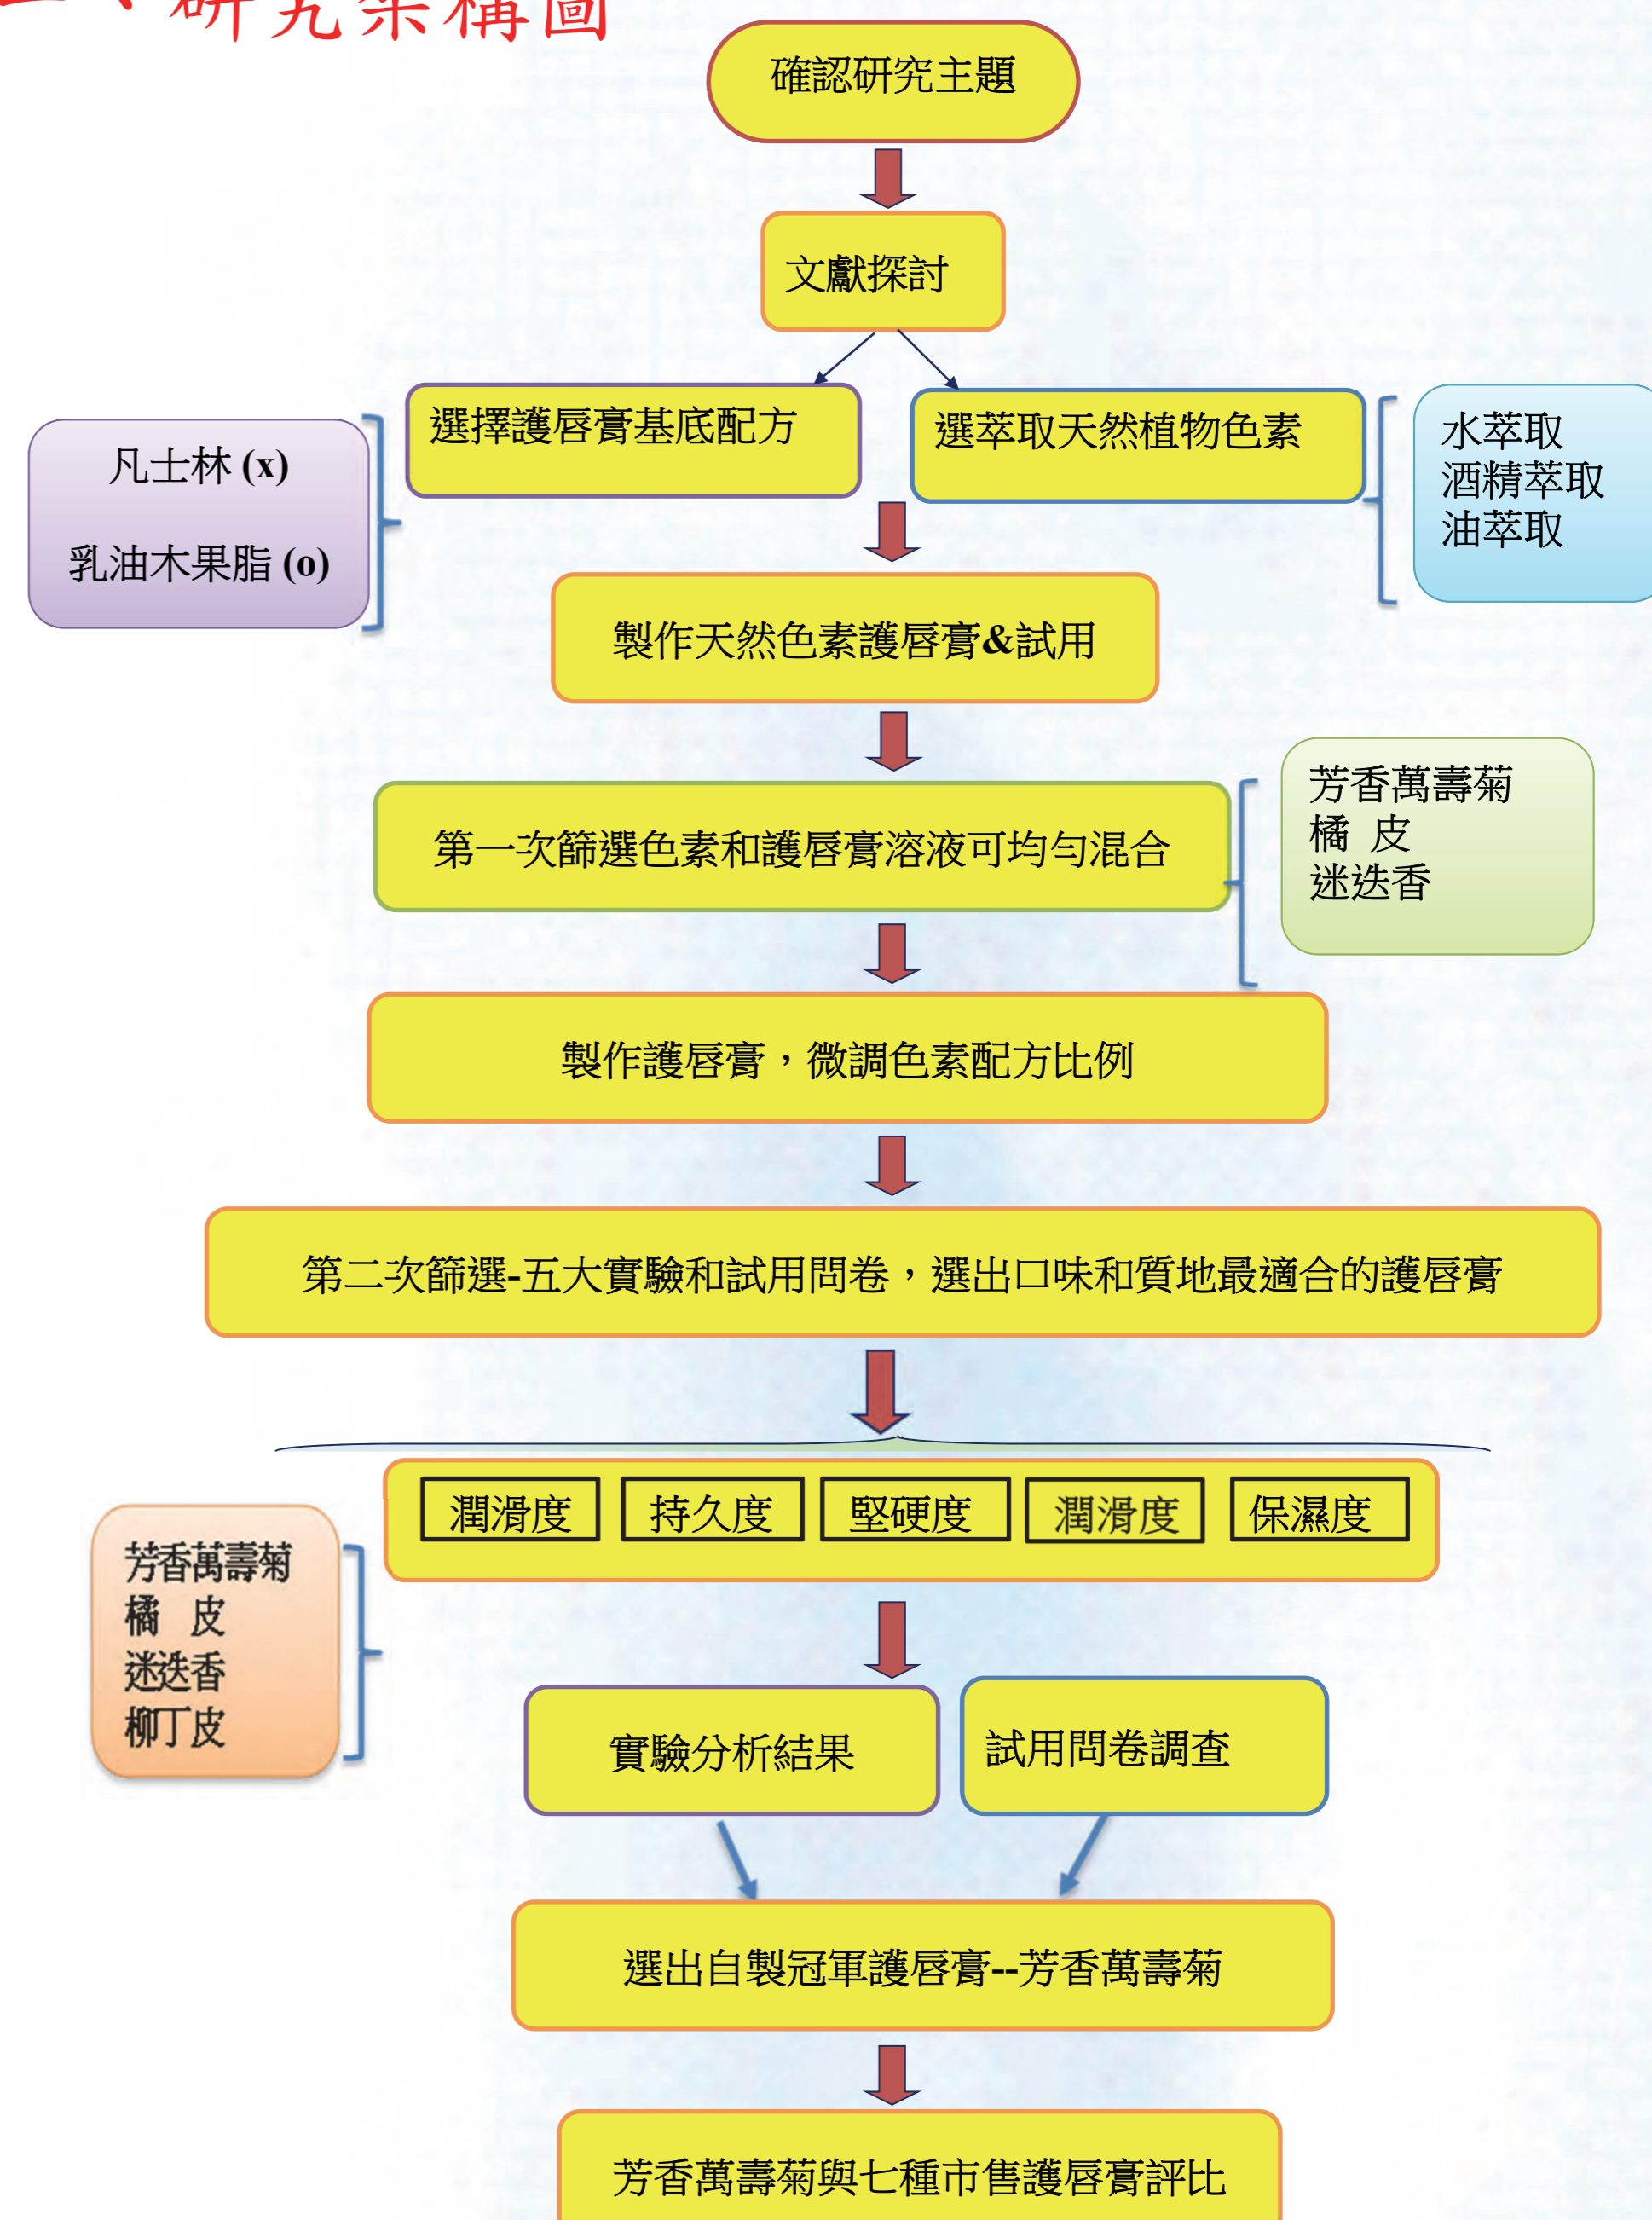 研究架構圖
確認研究主題
文獻探討
選擇護唇膏基底配方
選萃取天然植物色素
凡士林 (x)
乳油木果脂 (o)
水萃取
酒精萃取
油萃取
製作天然色素護唇膏&試用
第一次篩選色素和護唇膏溶液可均勻混合
芳香萬壽菊
橘 皮
迷迭香
製作護唇膏，微調色素配方比例
第二次篩選-五大實驗和試用問卷，選出口味和質地最適合的護唇膏
潤滑度
持久度
堅硬度
潤滑度
保濕度
芳香萬壽菊
橘 皮
迷迭香
柳丁皮
實驗分析結果
試用問卷調查
選出自製冠軍護唇膏--芳香萬壽菊
芳香萬壽菊與七種市售護唇膏評比